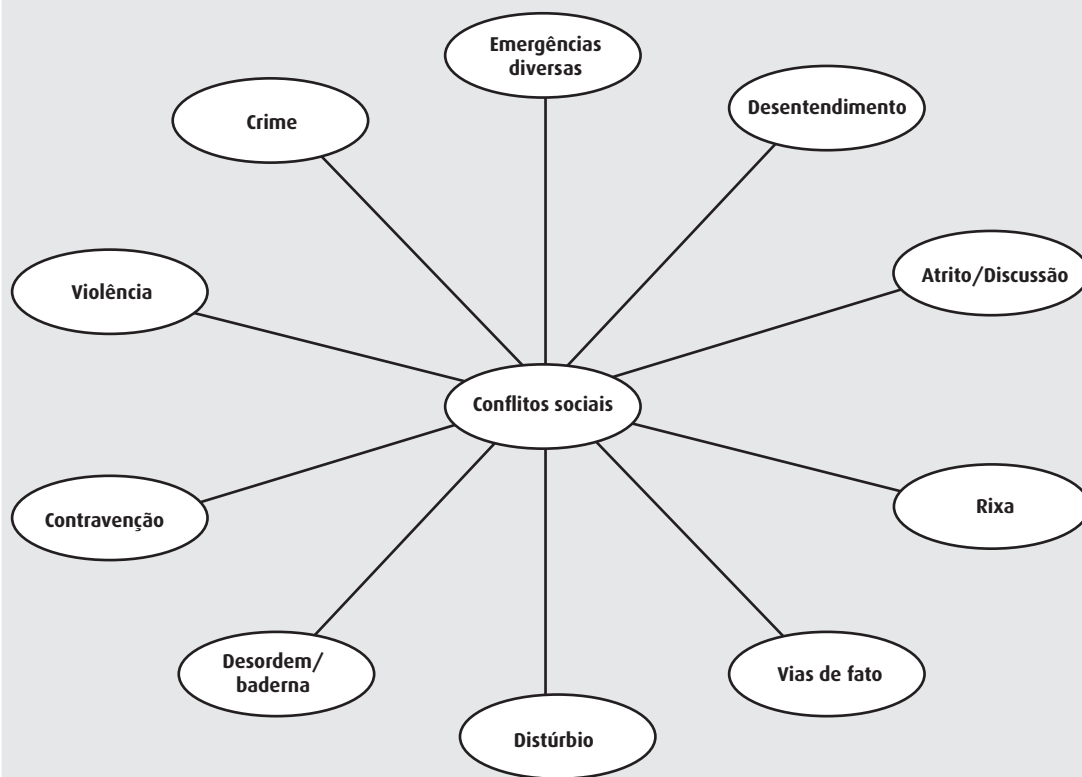 Emergências
diversas
Crime
Desentendimento
Violência
Atrito/Discussão
Conflitos sociais
Contravenção
Rixa
Desordem/
baderna
Vias de fato
Distúrbio